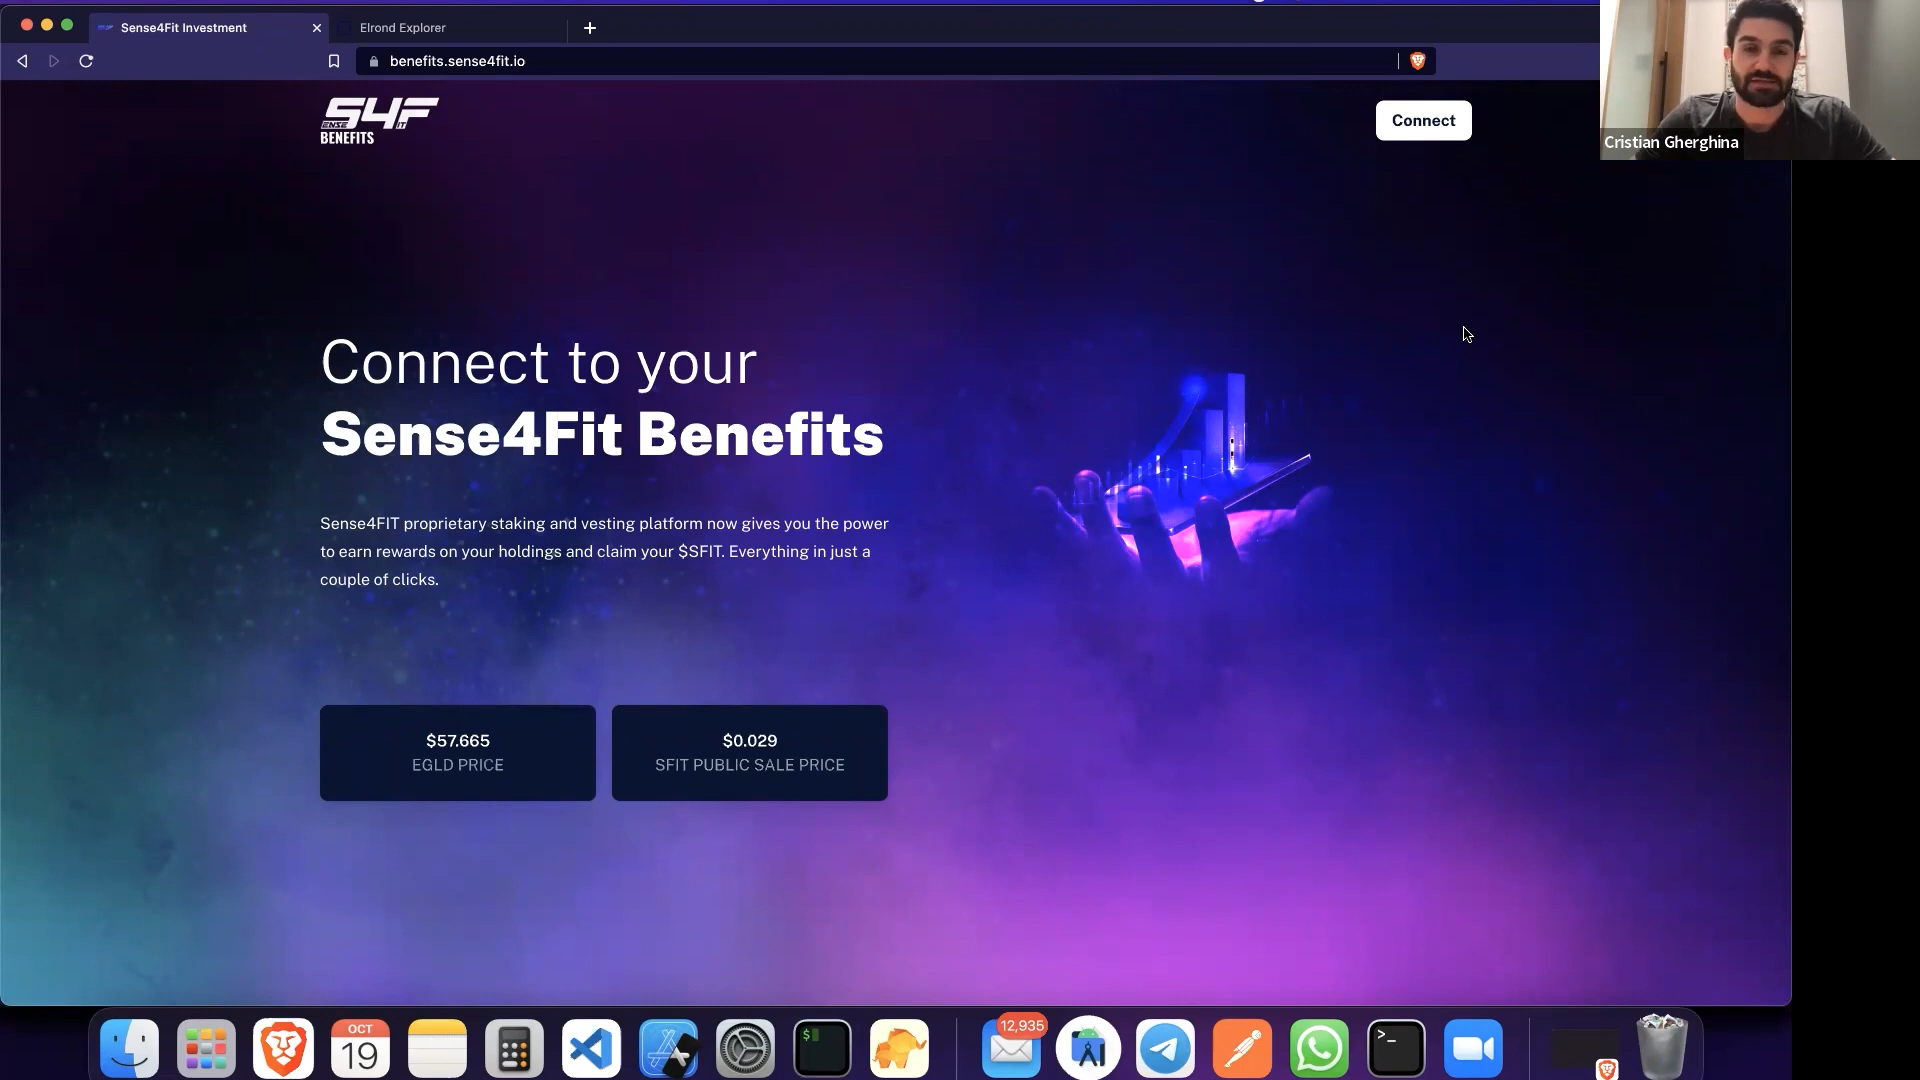 Sense4Fit Investment
Elrond Explorer
benefits.sense4fit.io
S4F
ENSE IT
BENEFITS
Connect
Cristian Gherghina
Connect to your
Sense4Fit Benefits
Sense4FIT proprietary staking and vesting platform now gives you the power
to earn rewards on your holdings and claim your $SFIT. Everything in just a
couple of clicks.
$57.665
EGLD PRICE
$0.029
SFIT PUBLIC SALE PRICE
OCT
19
$
12,935
>_